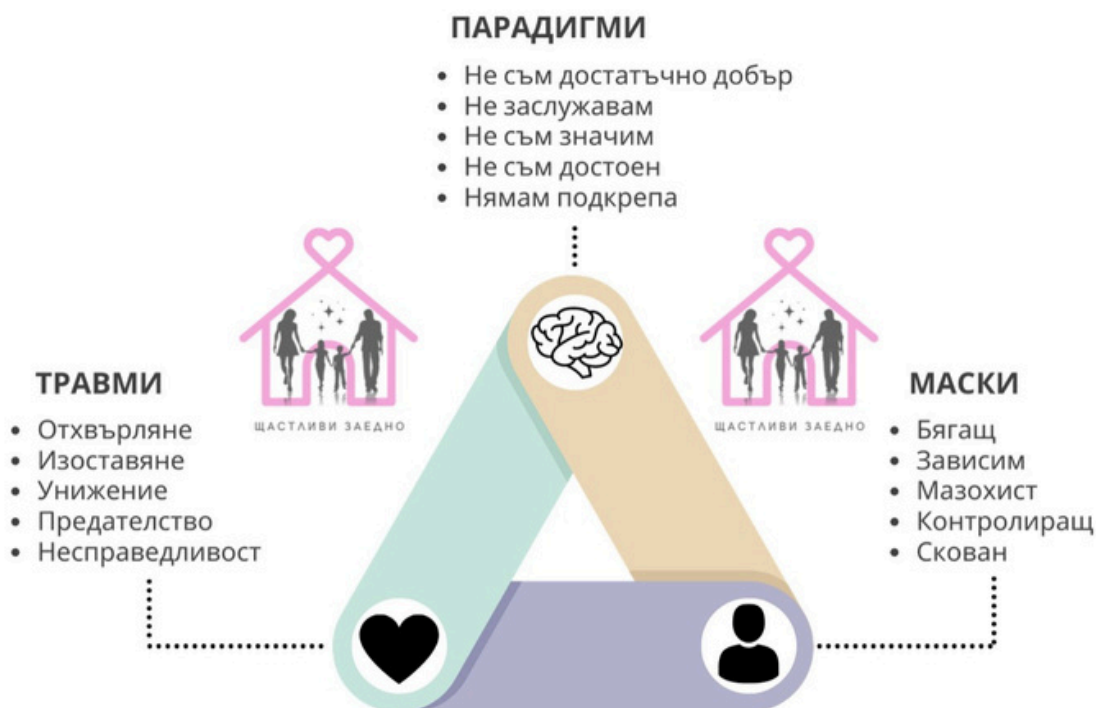 ПАРАДИГМИ
• Не съм достатъчно добър
• Не заслужавам
• Не съм значим
• Не съм достоен
• Нямам подкрепа
ТРАВМИ
• Отхвърляне
• Изоставяне
• Унижение
• Предателство
• Несправедливост
ЩАСТЛИВИ ЗАЕДНО
ЩАСТЛИВИ ЗАЕДНО
МАСКИ
• Бягащ
• Зависим
• Мазохист
• Контролиращ
• Скован